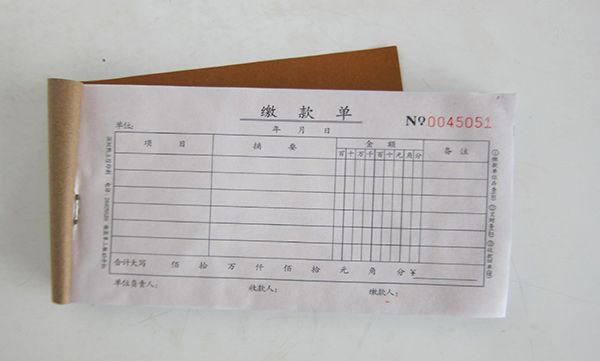 缴款单
№0045051
单位: 年 月 日
项目 摘要 金额 备注
百十万千百十元角分
合计大写 佰 拾 万 仟 佰 拾 元 角 分 ¥
单位负责人: 收款人: 缴款人: